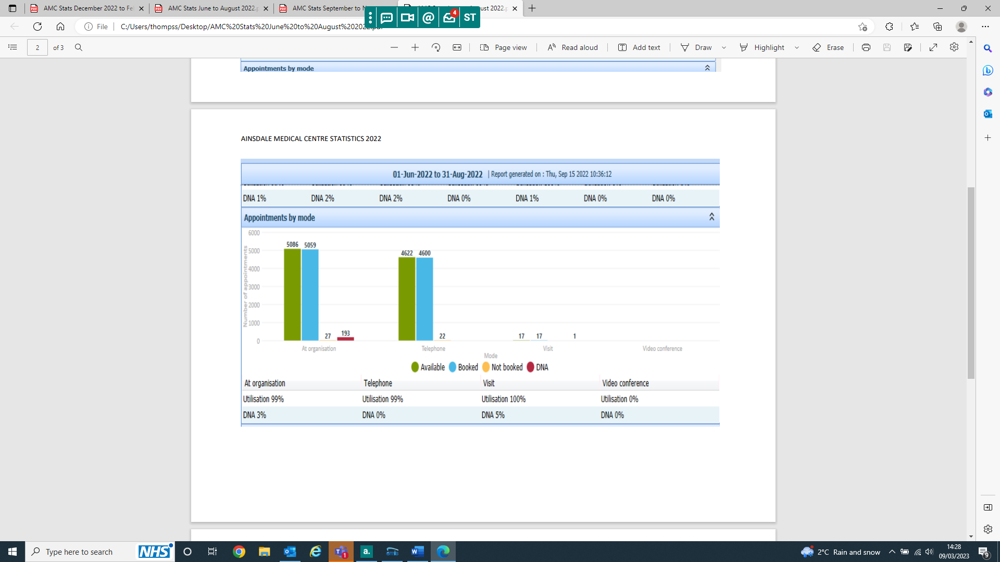 AMC Stats December 2022 to Fe
AMC Stats June to August 2022.p
AMC Stats September to N
ust 2022.p
4
ST
File
C:/Users/thompss/Desktop/AMC%20Stats%20June%20to%20August%202022.pdf
2
of 3
Page view
Read aloud
Add text
Draw
Highlight
Erase
Appointments by mode
AINSDALE MEDICAL CENTRE STATISTICS 2022
01-Jun-2022 to 31-Aug-2022 | Report generated on : Thu, Sep 15 2022 10:36:12
DNA 1% DNA 2% DNA 2% DNA 0% DNA 1% DNA 0% DNA 0%
Appointments by mode
6000
5000
4000
3000
2000
1000
0
Number of appointments
5086 5059 27 193
4622 4600 22
17 17 1
At organisation Telephone Visit Video conference
Mode
Available Booked Not booked DNA
At organisation Telephone Visit Video conference
Utilisation 99% Utilisation 99% Utilisation 100% Utilisation 0%
DNA 3% DNA 0% DNA 5% DNA 0%
Type here to search
NHS
T
1
a.
2°C Rain and snow
14:28
09/03/2023
9